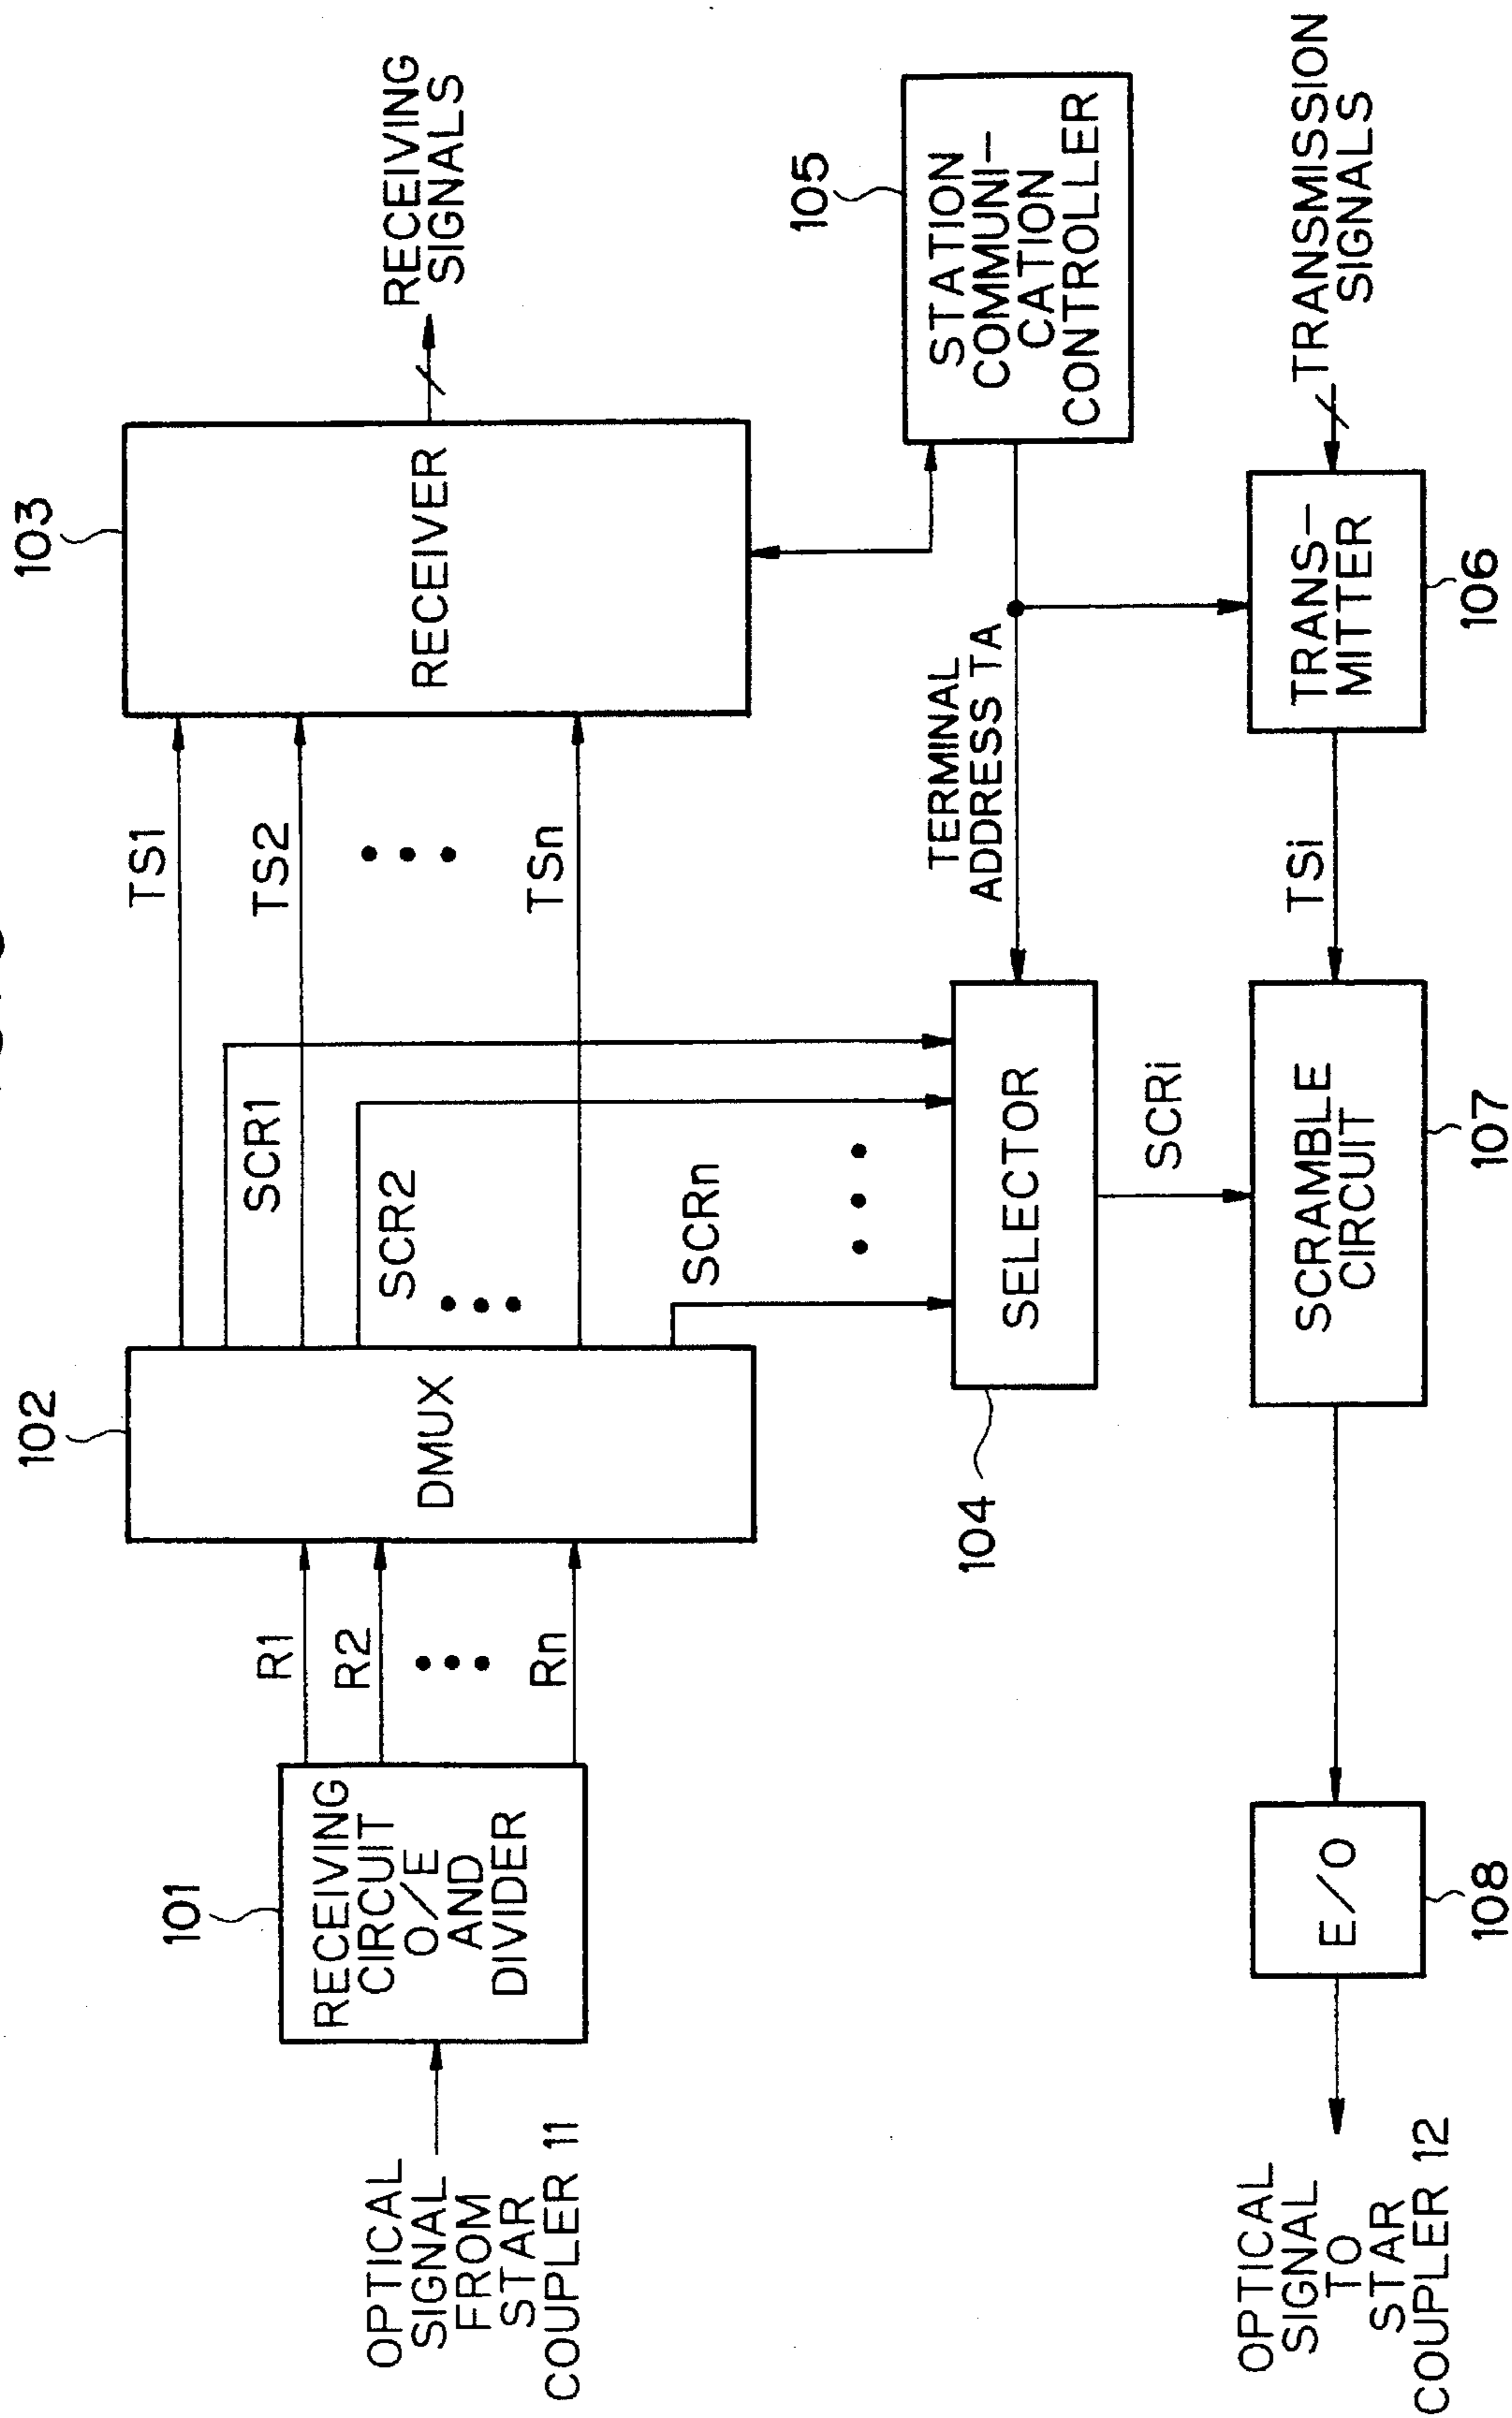 101
RECEIVING
CIRCUIT
O/E
AND
DIVIDER
OPTICAL
SIGNAL
FROM
STAR
COUPLER 11
R1
R2
Rn
102
DMUX
TS1
SCR1
TS2
SCR2
TSn
SCRn
103
RECEIVER
RECEIVING
SIGNALS
104
SELECTOR
TERMINAL
ADDRESS TA
105
STATION
COMMUNI-
CATION
CONTROLLER
SCRi
OPTICAL
SIGNAL
TO
STAR
COUPLER 12
E/O
108
SCRAMBLE
CIRCUIT
107
TSi
TRANS-
MITTER
106
TRANSMISSION
SIGNALS